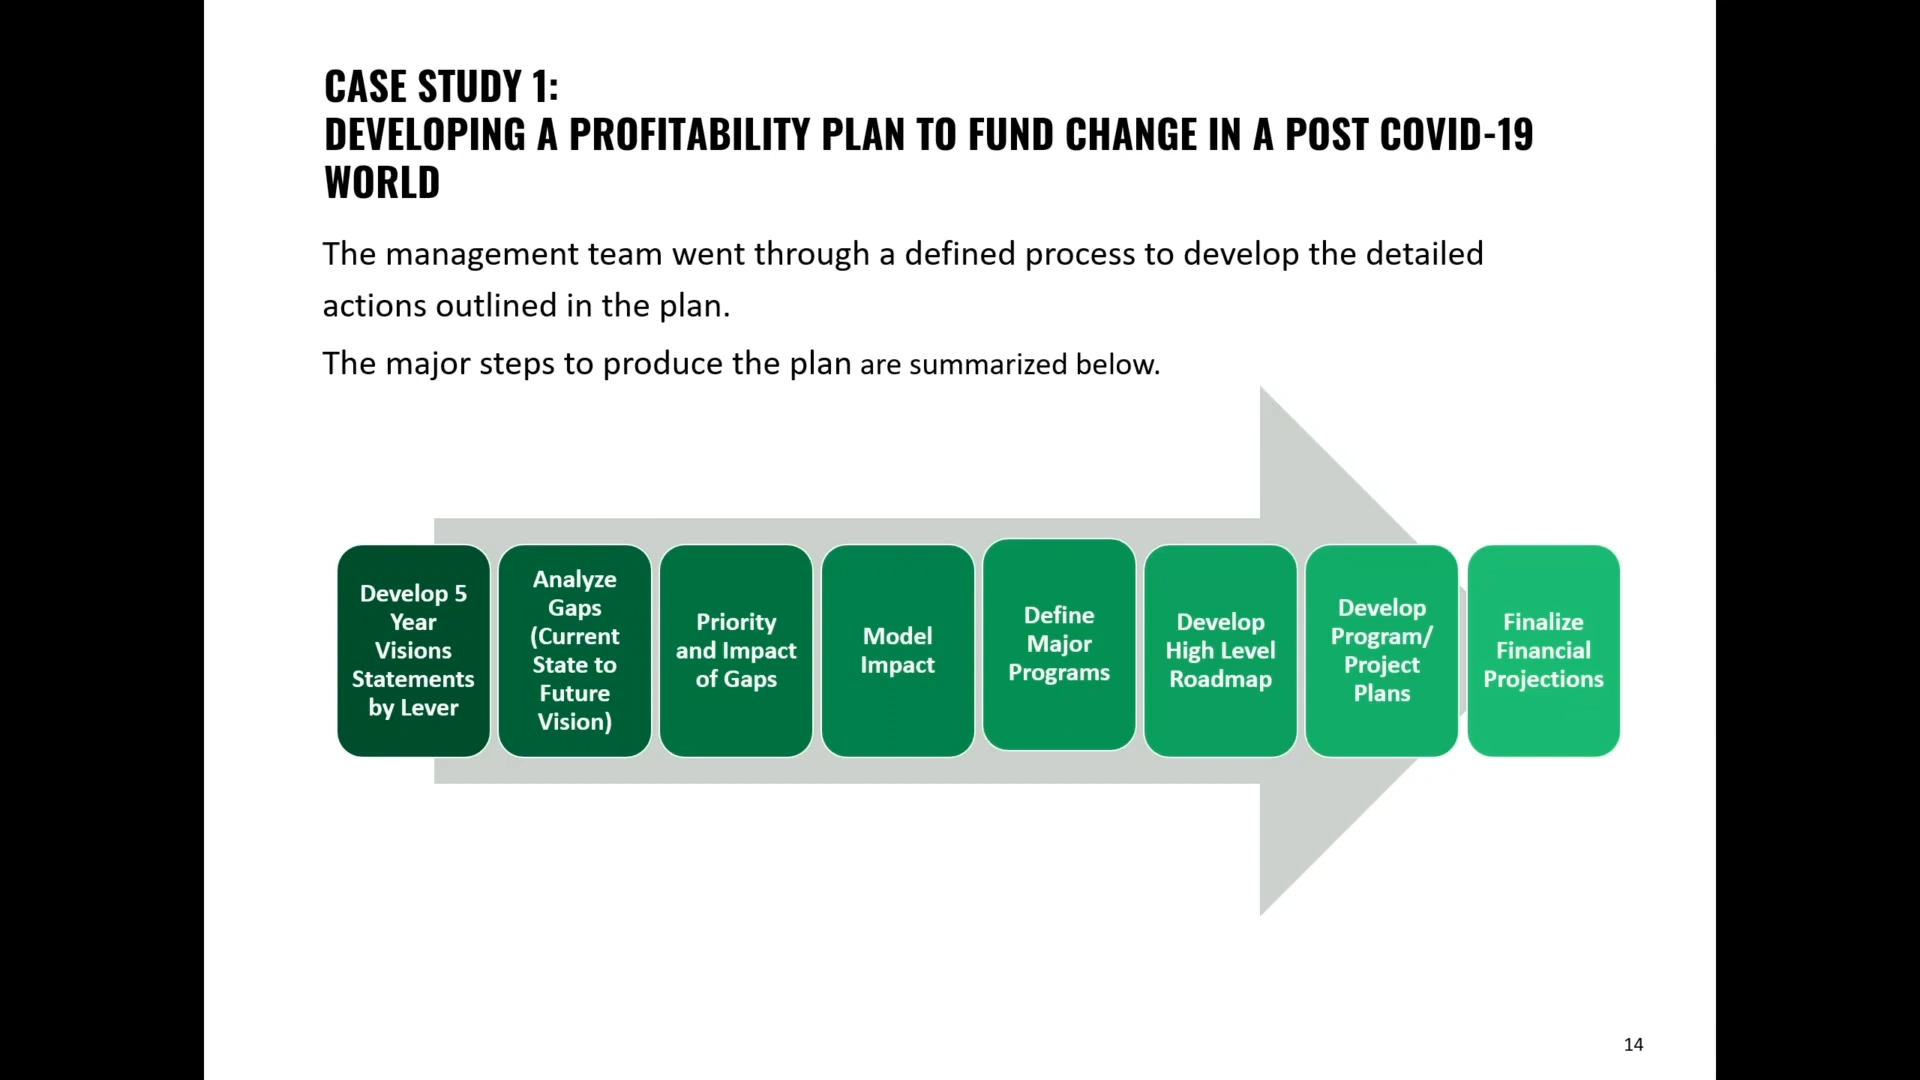 CASE STUDY 1:
DEVELOPING A PROFITABILITY PLAN TO FUND CHANGE IN A POST COVID-19
WORLD
The management team went through a defined process to develop the detailed
actions outlined in the plan.
The major steps to produce the plan are summarized below.
Develop 5
Year
Visions
Statements
by Lever
Analyze
Gaps
(Current
State to
Future
Vision)
Priority
and Impact
of Gaps
Model
Impact
Define
Major
Programs
Develop
High Level
Roadmap
Develop
Program/
Project
Plans
Finalize
Financial
Projections
14